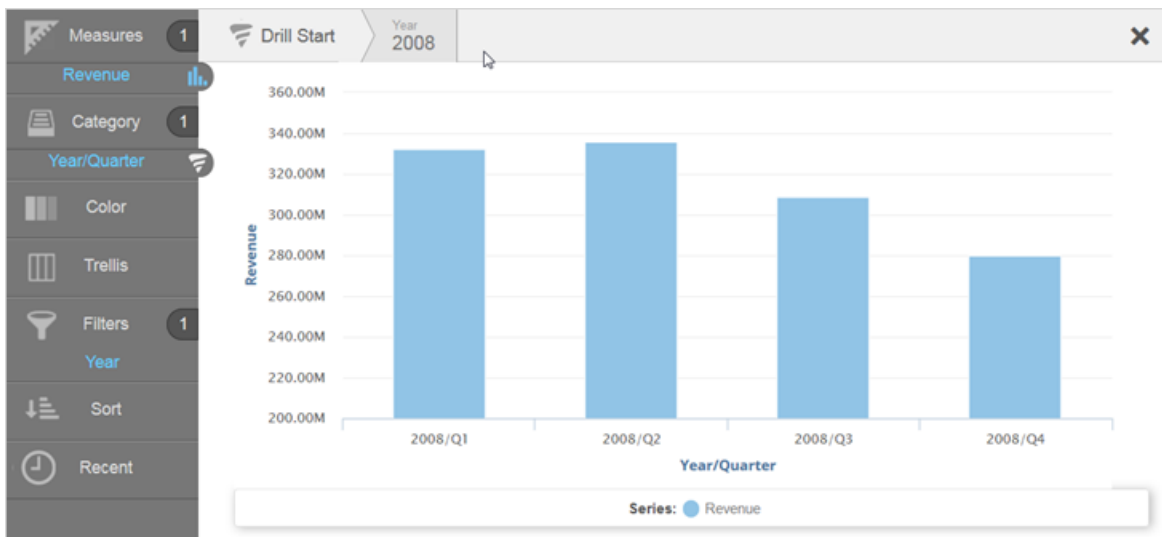 Measures 1
Revenue
Category 1
Year/Quarter
Color
Trellis
Filters 1
Year
Sort
Recent
Drill Start
Year
2008
360.00M
340.00M
320.00M
300.00M
280.00M
260.00M
240.00M
220.00M
200.00M
Revenue
2008/Q1 2008/Q2 2008/Q3 2008/Q4
Year/Quarter
Series: Revenue